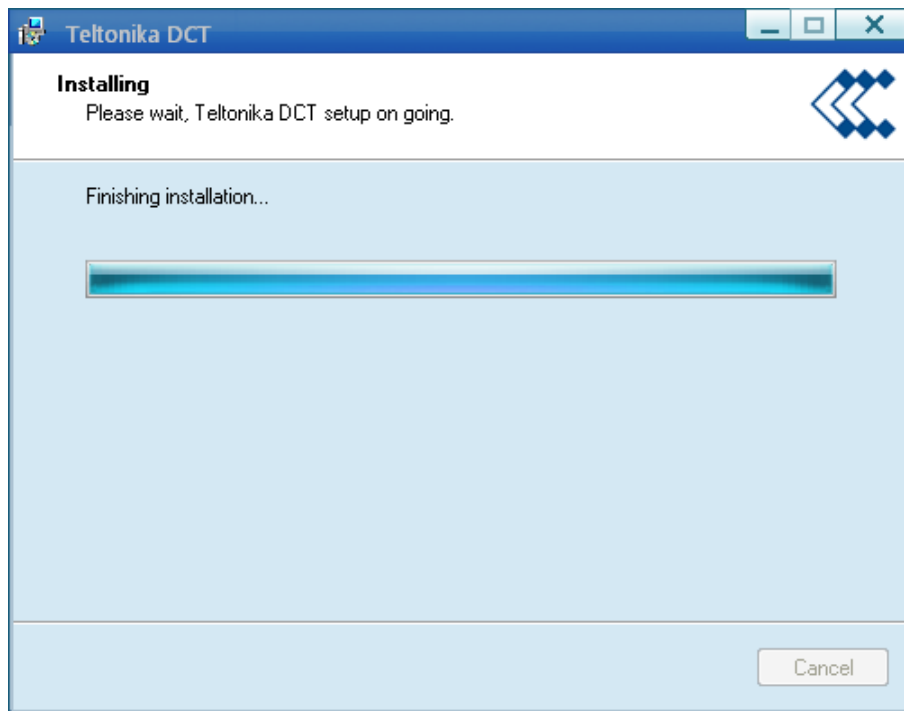 Teltonika DCT
Installing
Please wait, Teltonika DCT setup on going.
Finishing installation...
Cancel